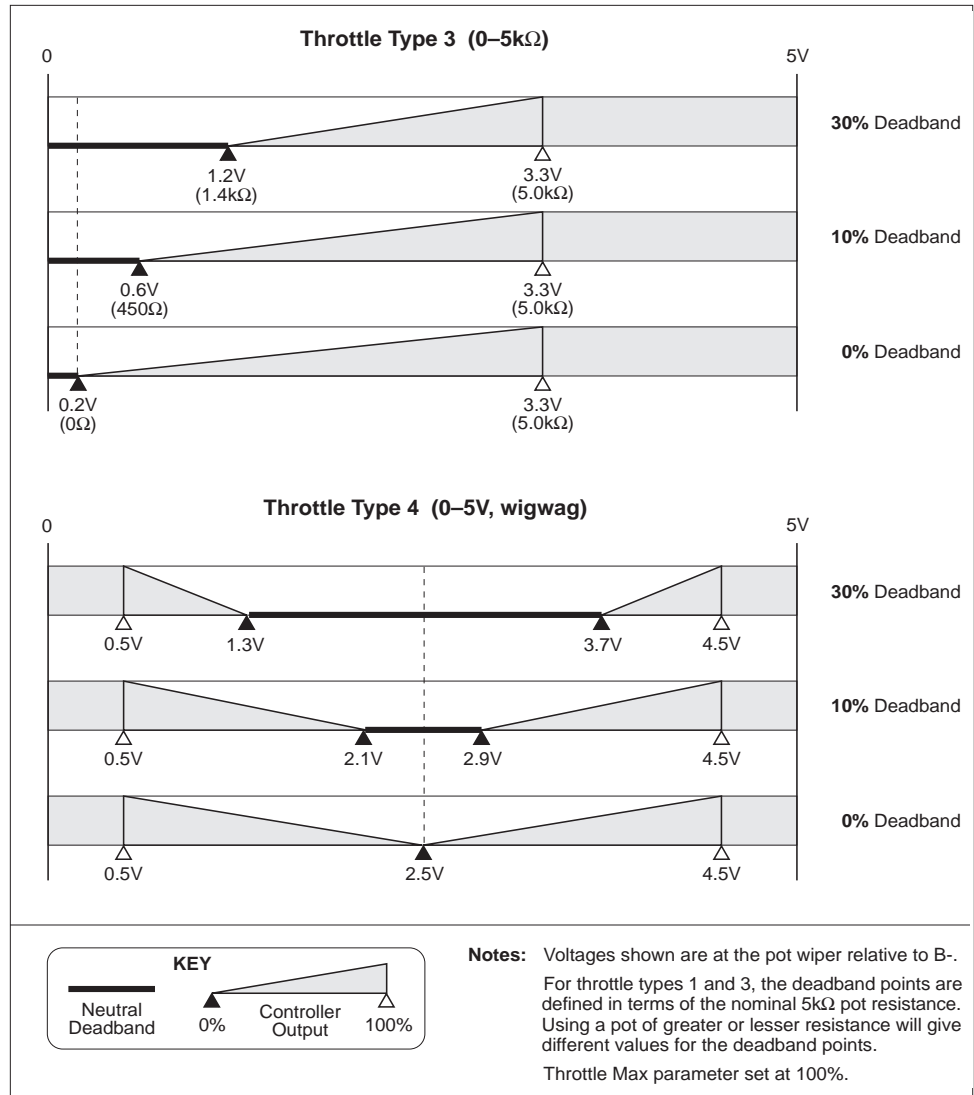 Throttle Type 3 (0–5kΩ)
0
5V
30% Deadband
1.2V
(1.4kΩ)
3.3V
(5.0kΩ)
10% Deadband
0.6V
(450Ω)
3.3V
(5.0kΩ)
0% Deadband
0.2V
(0Ω)
3.3V
(5.0kΩ)
Throttle Type 4 (0–5V, wigwag)
0
5V
30% Deadband
0.5V
1.3V
3.7V
4.5V
10% Deadband
0.5V
2.1V
2.9V
4.5V
0% Deadband
0.5V
2.5V
4.5V
KEY
Neutral
Deadband
0%
Controller
Output
100%
Notes: Voltages shown are at the pot wiper relative to B-.
For throttle types 1 and 3, the deadband points are
defined in terms of the nominal 5kΩ pot resistance.
Using a pot of greater or lesser resistance will give
different values for the deadband points.
Throttle Max parameter set at 100%.